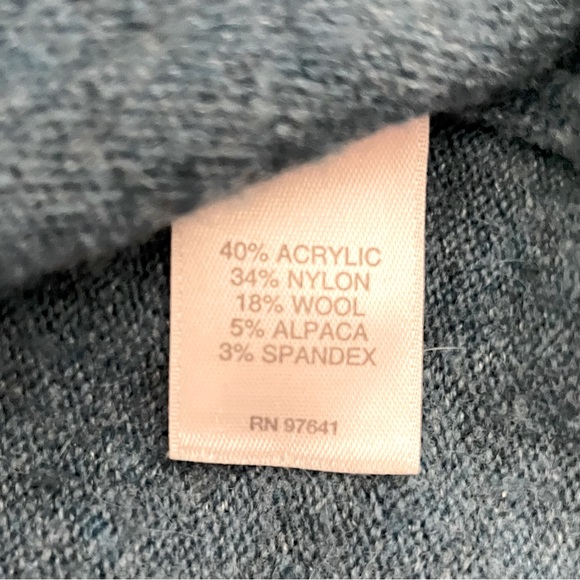 40% ACRYLIC
34% NYLON
18% WOOL
5% ALPACA
3% SPANDEX
RN 97641